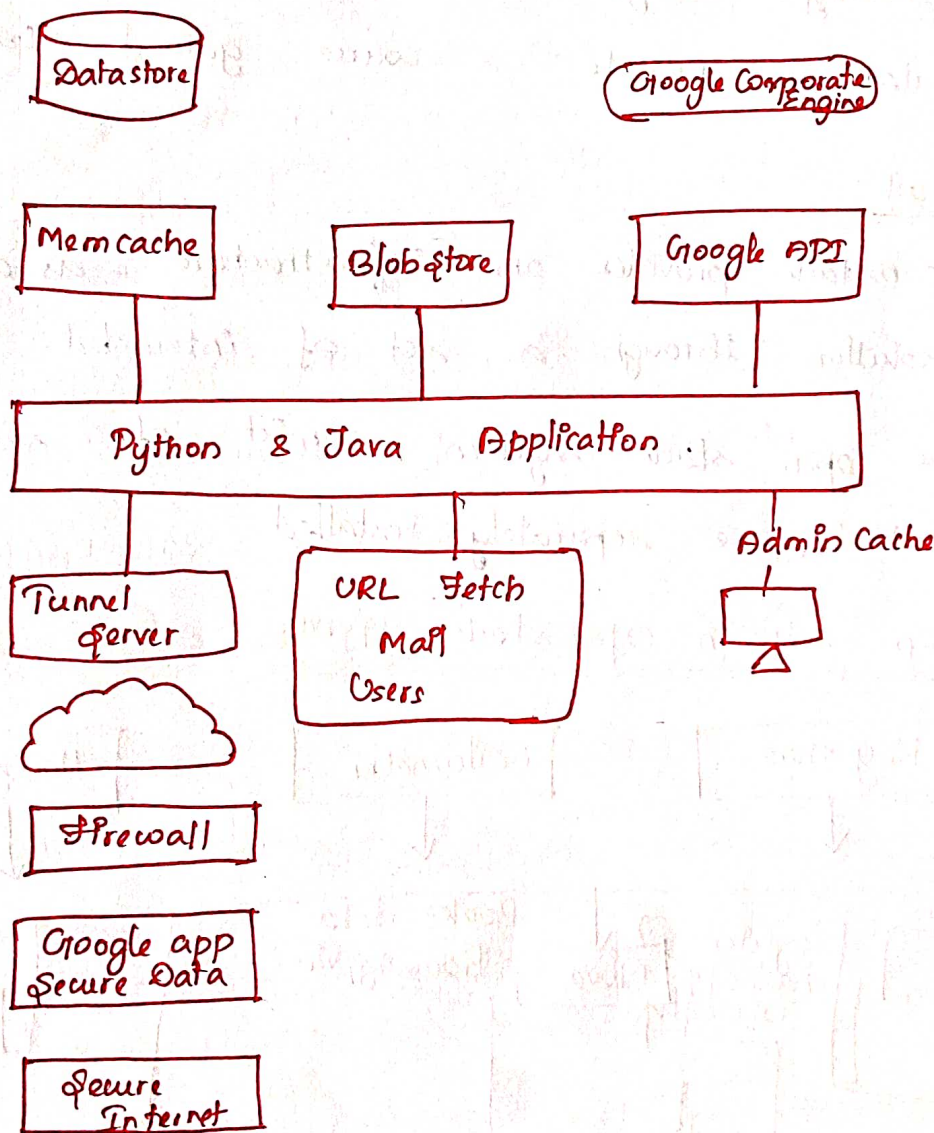 Datastore
Google Corporate
Engine
Memcache
Blobstore
Google API
Python & Java Application.
Admin Cache
Tunnel
Server
URL Fetch
Mail
Users
Firewall
Google app
Secure Data
Secure
Internet